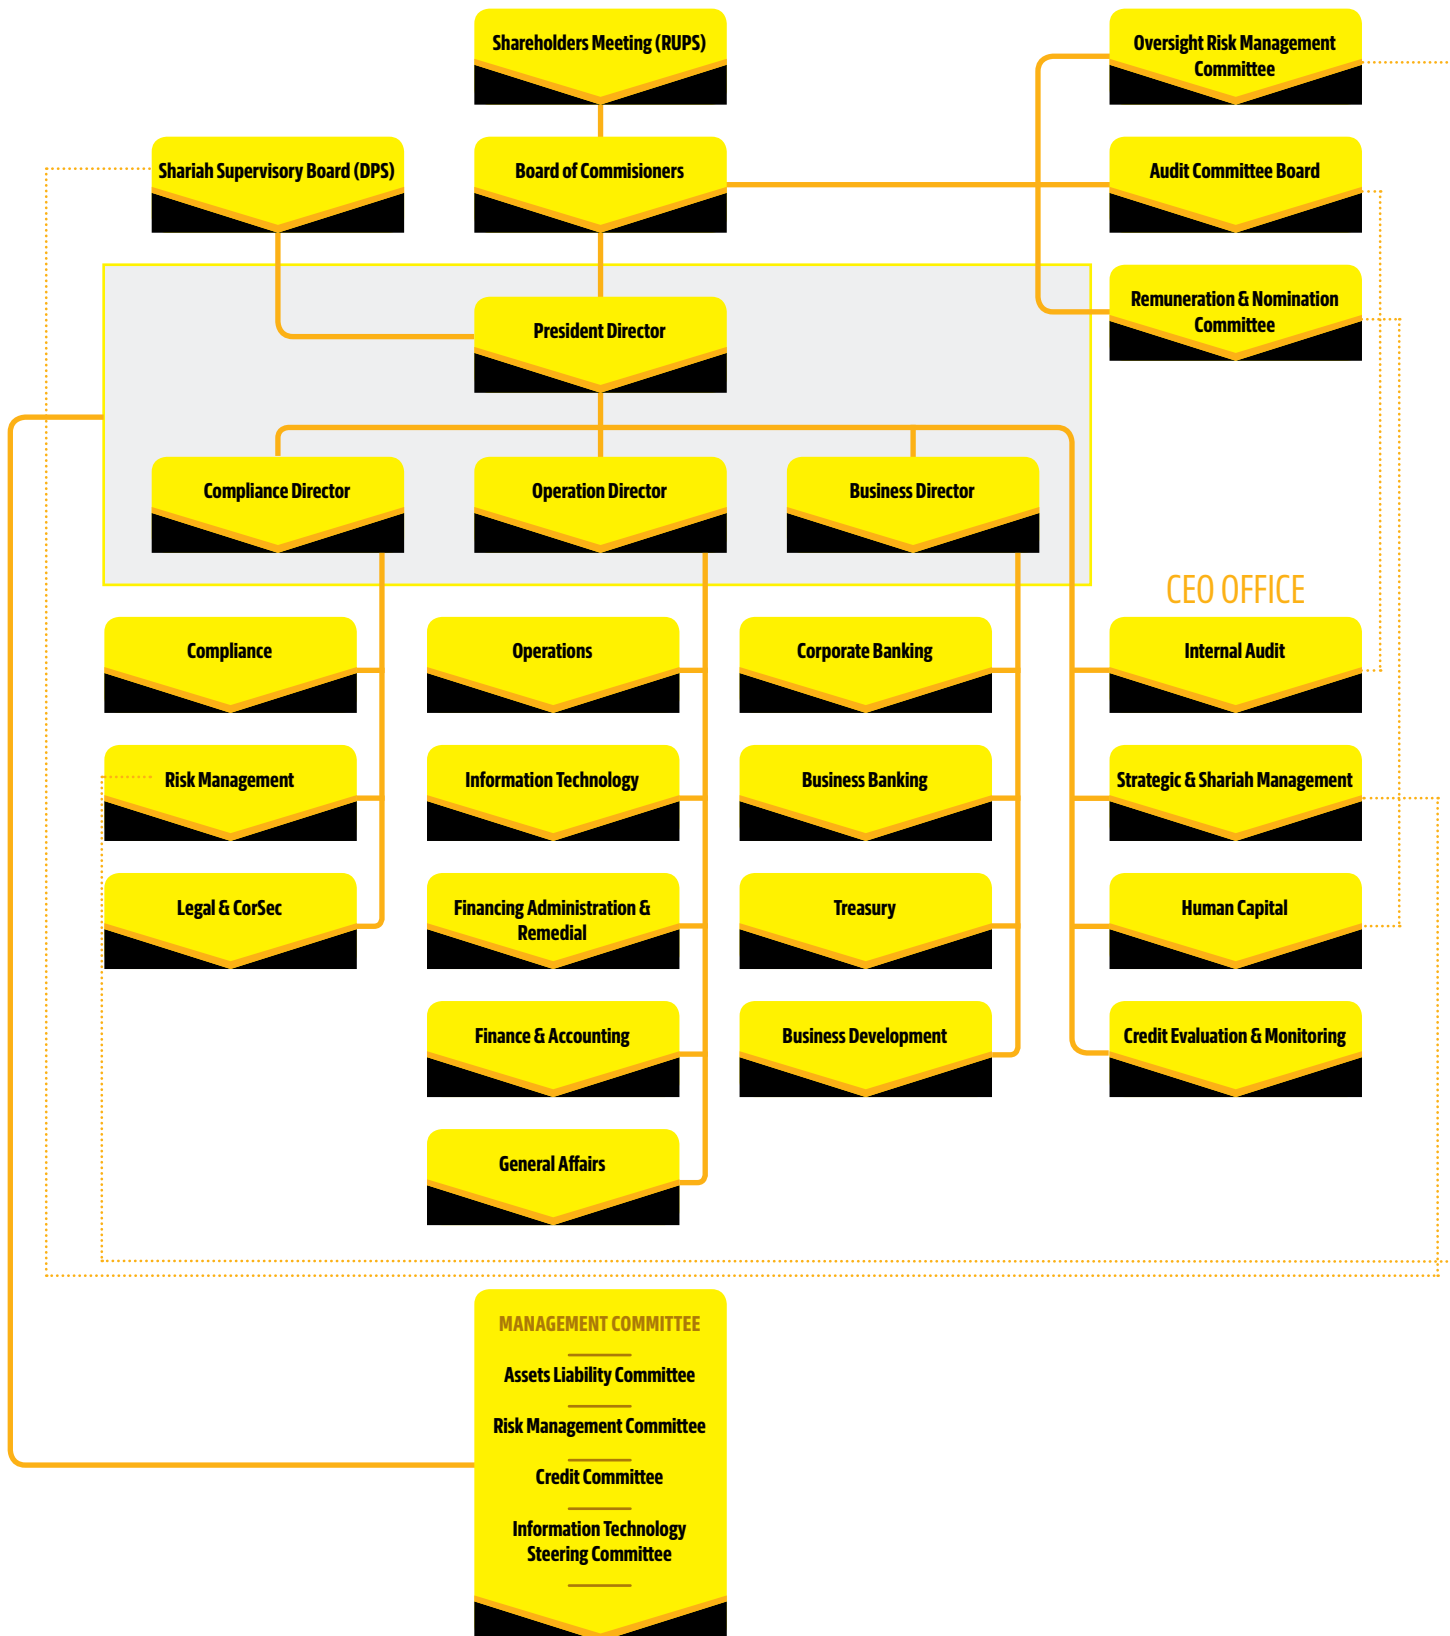 Shareholders Meeting (RUPS)
Oversight Risk Management
Committee
Shariah Supervisory Board (DPS)
Board of Commisioners
Audit Committee Board
Remuneration & Nomination
Committee
President Director
Compliance Director
Operation Director
Business Director
CEO OFFICE
Compliance
Operations
Corporate Banking
Internal Audit
Risk Management
Information Technology
Business Banking
Strategic & Shariah Management
Legal & CorSec
Financing Administration &
Remedial
Treasury
Human Capital
Finance & Accounting
Business Development
Credit Evaluation & Monitoring
General Affairs
MANAGEMENT COMMITTEE
Assets Liability Committee
Risk Management Committee
Credit Committee
Information Technology
Steering Committee